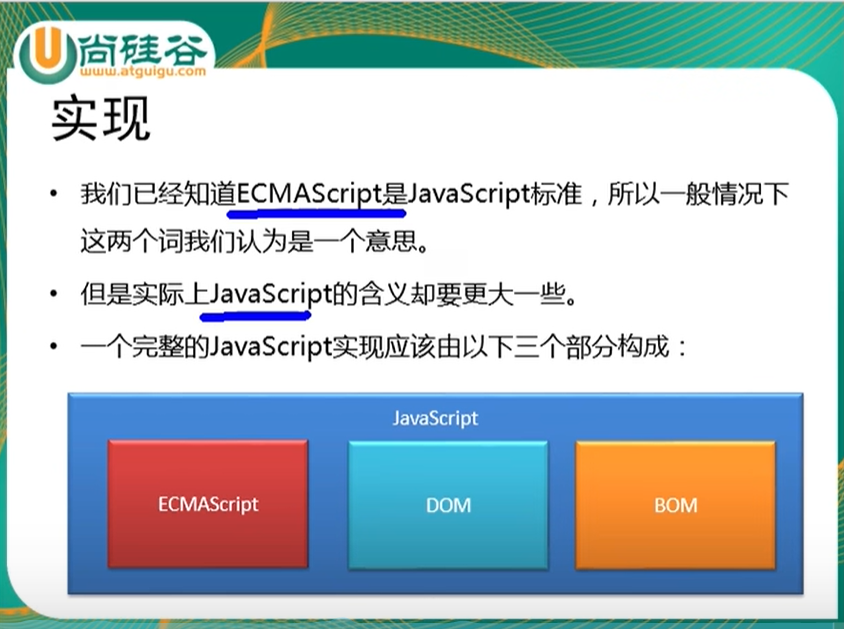 尚硅谷
www.atguigu.com
实现
• 我们已经知道ECMAScript是JavaScript标准，所以一般情况下
这两个词我们认为是一个意思。
• 但是实际上JavaScript的含义却要更大一些。
• 一个完整的JavaScript实现应该由以下三个部分构成：
JavaScript
ECMAScript
DOM
BOM